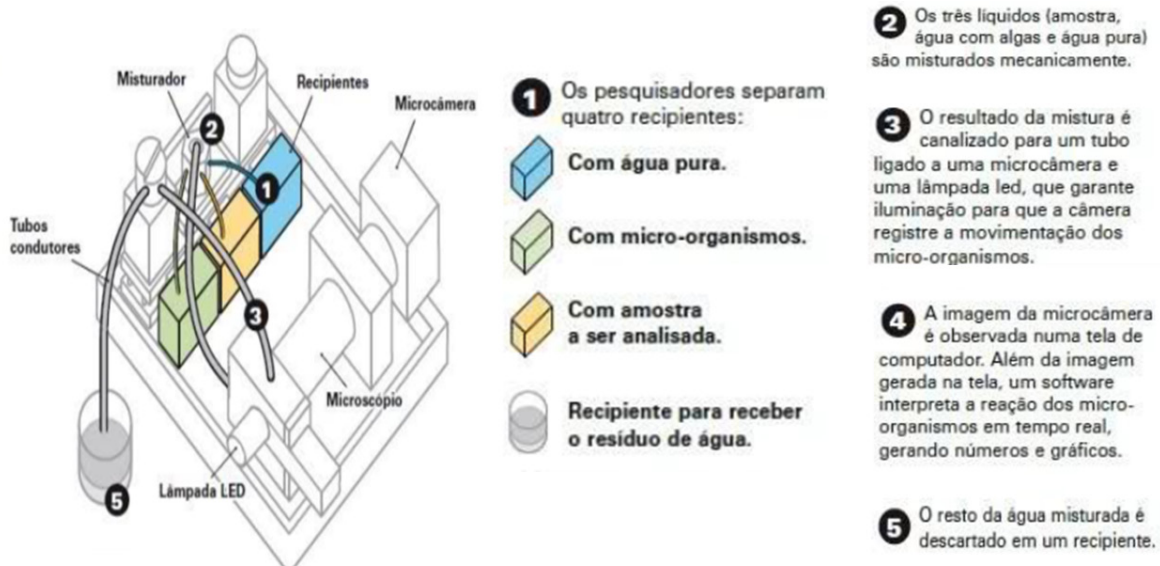 Misturador
Recipientes
Microcâmera
2
1
Tubos
condutores
3
Microscópio
Lâmpada LED
5
1 Os pesquisadores separam
quatro recipientes:
Com água pura.
Com micro-organismos.
Com amostra
a ser analisada.
Recipiente para receber
o resíduo de água.
2 Os três líquidos (amostra,
água com algas e água pura)
são misturados mecanicamente.
3 O resultado da mistura é
canalizado para um tubo
ligado a uma microcâmera e
uma lâmpada led, que garante
iluminação para que a câmera
registre a movimentação dos
micro-organismos.
4 A imagem da microcâmera
é observada numa tela de
computador. Além da imagem
gerada na tela, um software
interpreta a reação dos micro-
organismos em tempo real,
gerando números e gráficos.
5 O resto da água misturada é
descartado em um recipiente.